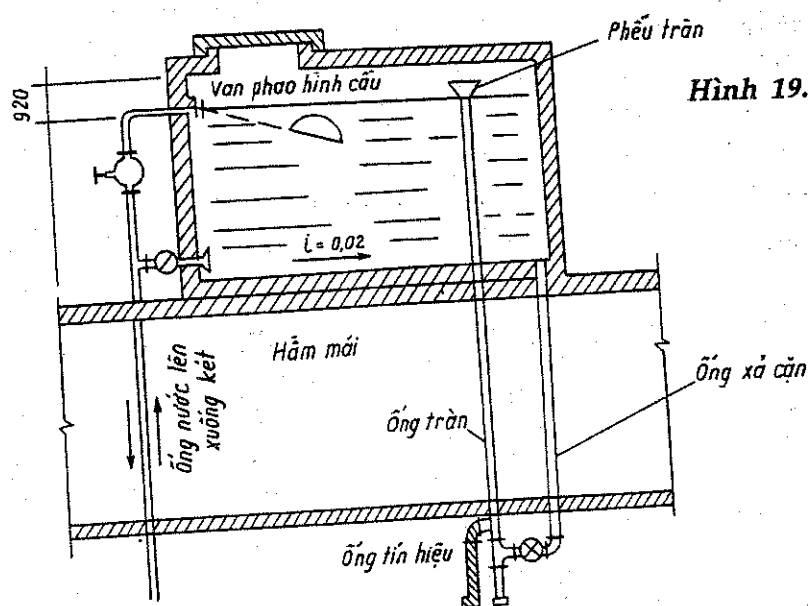 Phễu tràn
Hình 19.
Van phao hình cầu
920
i = 0,02
Hầm mái
Ống nước lên
xuống két
Ống tràn
Ống xả cặn
Ống tín hiệu